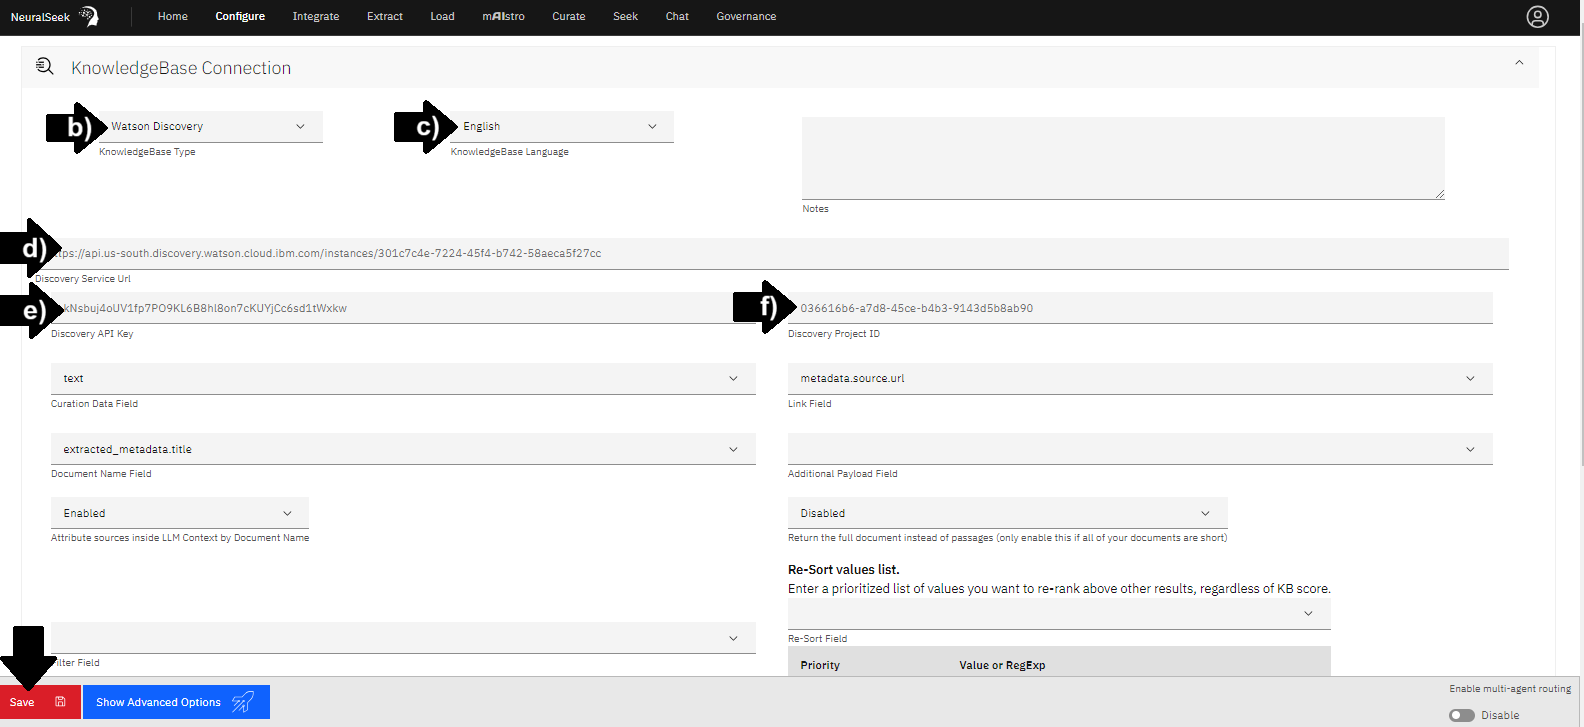 NeuralSeek Home Configure Integrate Extract Load mAIstro Curate Seek Chat Governance
KnowledgeBase Connection
b) Watson Discovery c) English
KnowledgeBase Type KnowledgeBase Language
Notes
d) ttps://api.us-south.discovery.watson.cloud.ibm.com/instances/301c7c4e-7224-45f4-b742-58aeca5f27cc
Discovery Service Url
e) kNsbuj4oUV1fp7PO9KL6B8hl8on7cKUYjCc6sd1tWxkw f) 036616b6-a7d8-45ce-b4b3-9143d5b8ab90
Discovery API Key Discovery Project ID
text metadata.source.url
Curation Data Field Link Field
extracted_metadata.title
Document Name Field Additional Payload Field
Enabled Disabled
Attribute sources inside LLM Context by Document Name Return the full document instead of passages (only enable this if all of your documents are short)
Re-Sort values list.
Enter a prioritized list of values you want to re-rank above other results, regardless of KB score.
Re-Sort Field
ilter Field
Priority Value or RegExp
Save Show Advanced Options Enable multi-agent routing
Disable